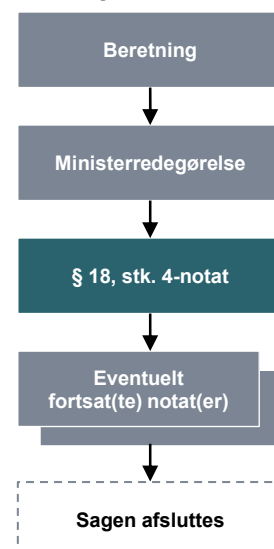 Beretning
Ministerredegørelse
§ 18, stk. 4-notat
Eventuelt
fortsat(te) notat(er)
Sagen afsluttes